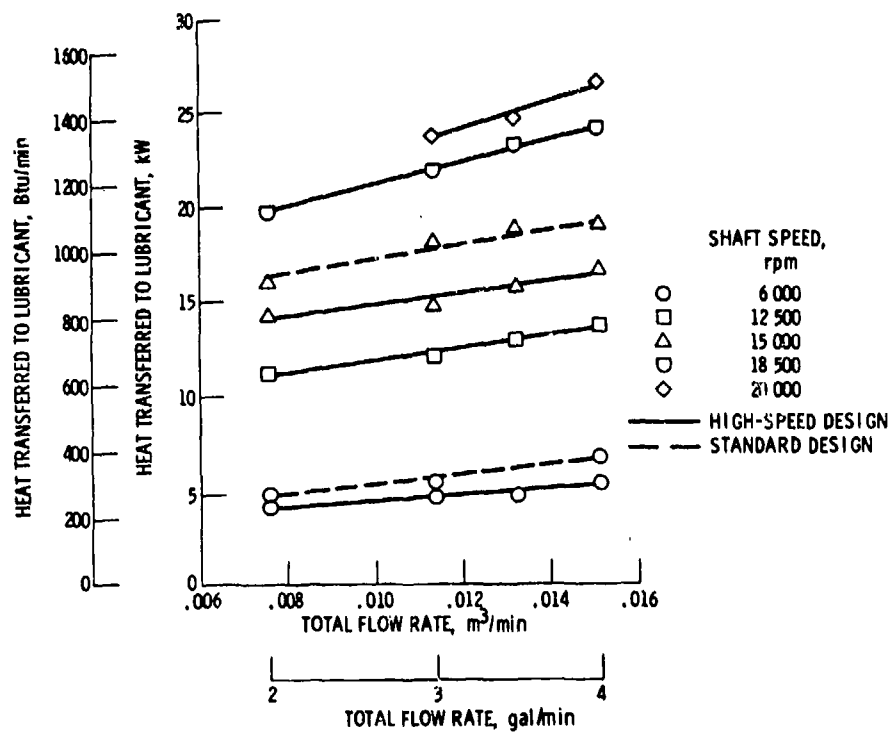 30
1600
1400
1200
1000
800
600
400
200
0
HEAT TRANSFERRED TO LUBRICANT, Btu/min
25
20
15
10
5
0
HEAT TRANSFERRED TO LUBRICANT, kW
SHAFT SPEED,
rpm
6 000
12 500
15 000
18 500
20 000
HIGH-SPEED DESIGN
STANDARD DESIGN
.006 .008 .010 .012 .014 .016
TOTAL FLOW RATE, m³/min
2 3 4
TOTAL FLOW RATE, gal/min